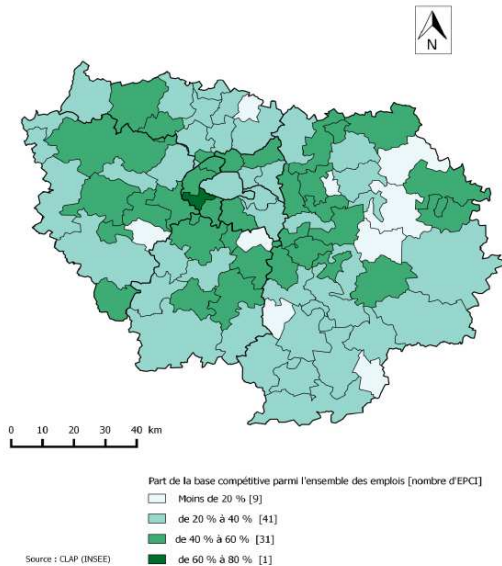 N
0 10 20 30 40 km
Part de la base compétitive parmi l'ensemble des emplois [nombre d'EPCI]
Moins de 20 % [9]
de 20 % à 40 % [41]
de 40 % à 60 % [31]
de 60 % à 80 % [1]
Source : CLAP (INSEE)